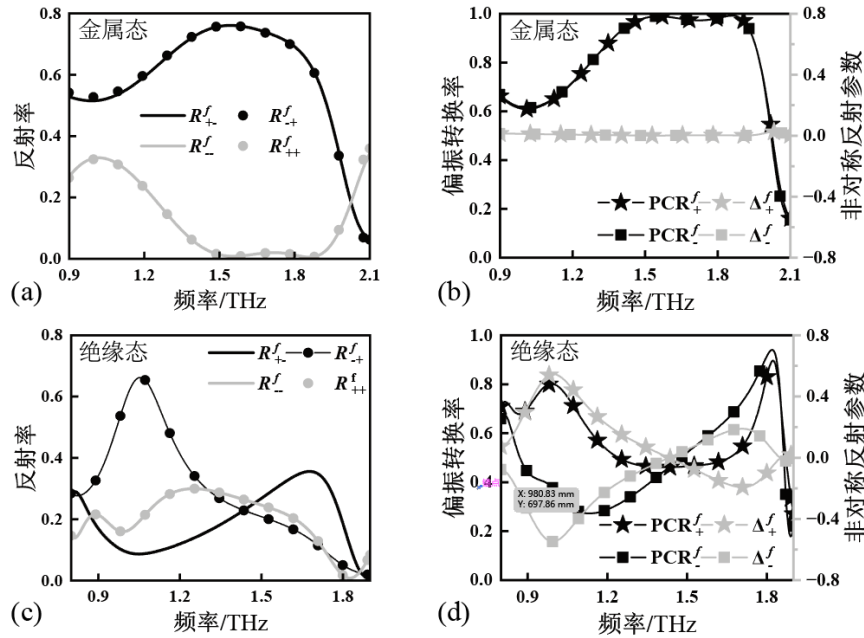 金属态
反射率
0.8
0.6
0.4
0.2
0.0
R^f_{+-} R^f_{-+}
R^f_{--} R^f_{++}
0.9 1.2 1.5 1.8 2.1
频率/THz
(a)
金属态
偏振转换率
1.0
0.8
0.6
0.4
0.2
0.0
非对称反射参数
0.8
0.4
0.0
−0.4
−0.8
PCR^f_+ Δ^f_+
PCR^f_- Δ^f_-
0.9 1.2 1.5 1.8 2.1
频率/THz
(b)
绝缘态
反射率
0.8
0.6
0.4
0.2
0.0
R^f_{+-} R^f_{-+}
R^f_{--} R^f_{++}
0.9 1.2 1.5 1.8
频率/THz
(c)
绝缘态
偏振转换率
1.0
0.8
0.6
0.4
0.2
0.0
非对称反射参数
0.8
0.4
0.0
−0.4
−0.8
X: 980.83 mm
Y: 697.86 mm
PCR^f_+ Δ^f_+
PCR^f_- Δ^f_-
0.9 1.2 1.5 1.8
频率/THz
(d)